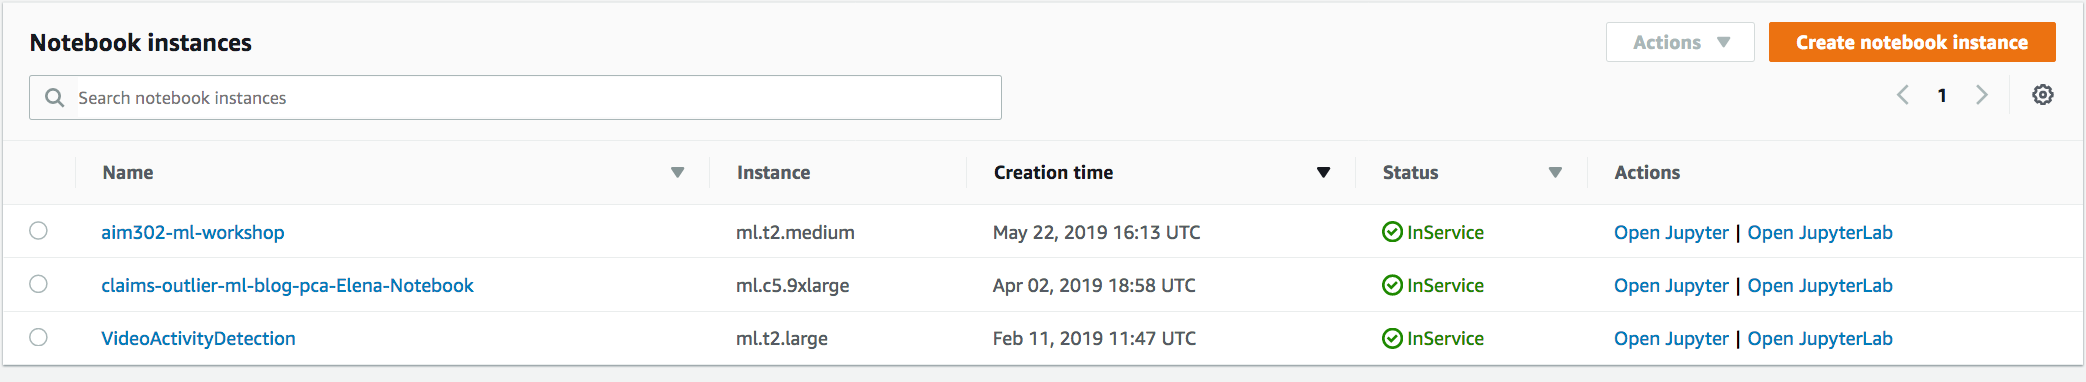 Notebook instances
Actions
Create notebook instance
Search notebook instances
1
Name Instance Creation time Status Actions
aim302-ml-workshop ml.t2.medium May 22, 2019 16:13 UTC InService Open Jupyter | Open JupyterLab
claims-outlier-ml-blog-pca-Elena-Notebook ml.c5.9xlarge Apr 02, 2019 18:58 UTC InService Open Jupyter | Open JupyterLab
VideoActivityDetection ml.t2.large Feb 11, 2019 11:47 UTC InService Open Jupyter | Open JupyterLab